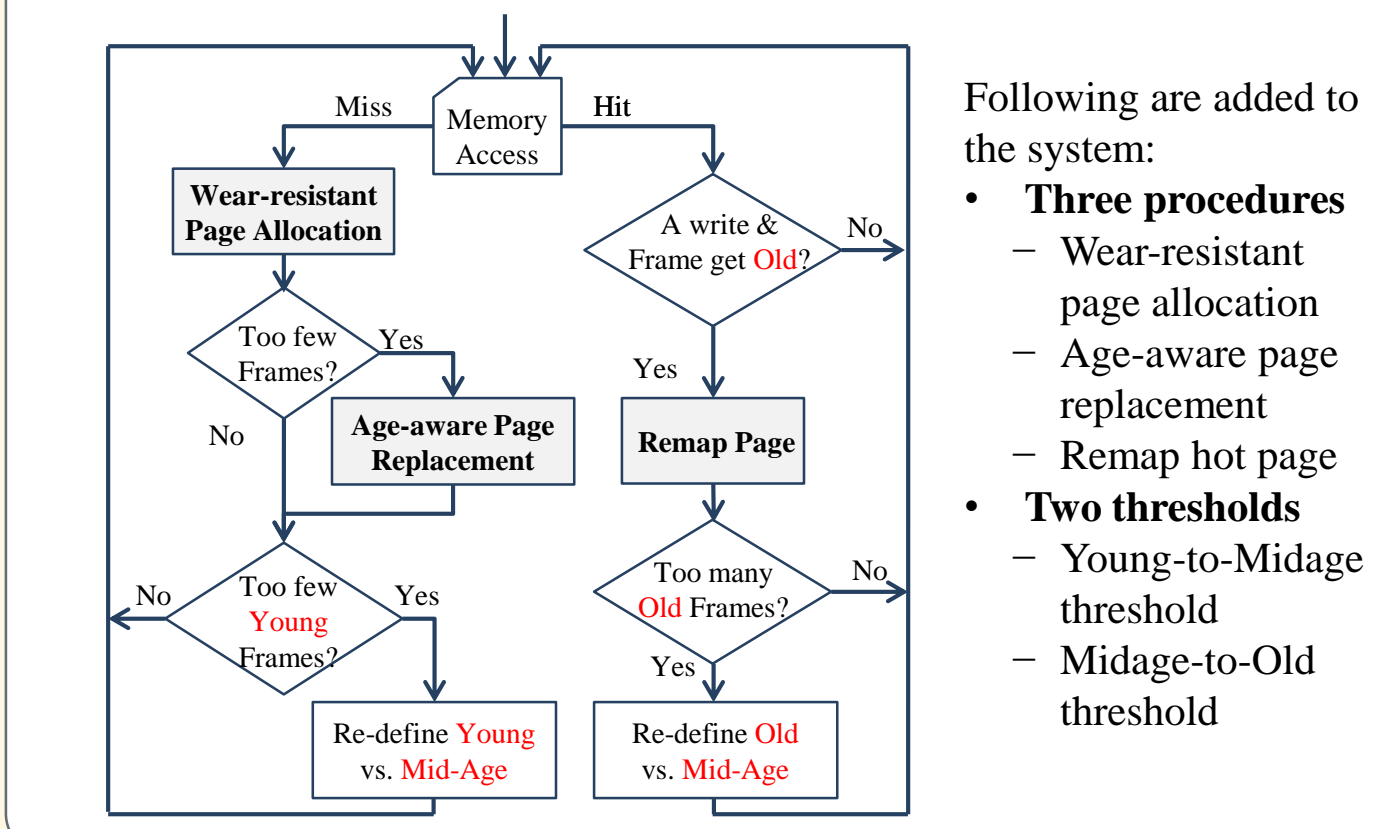 Miss
Memory
Access
Hit
Wear-resistant
Page Allocation
A write &
Frame get Old?
No
Too few
Frames?
Yes
No
Age-aware Page
Replacement
Yes
Remap Page
Too few
Young
Frames?
No
Yes
Too many
Old Frames?
No
Yes
Re-define Young
vs. Mid-Age
Re-define Old
vs. Mid-Age
Following are added to
the system:
• Three procedures
– Wear-resistant
page allocation
– Age-aware page
replacement
– Remap hot page
• Two thresholds
– Young-to-Midage
threshold
– Midage-to-Old
threshold